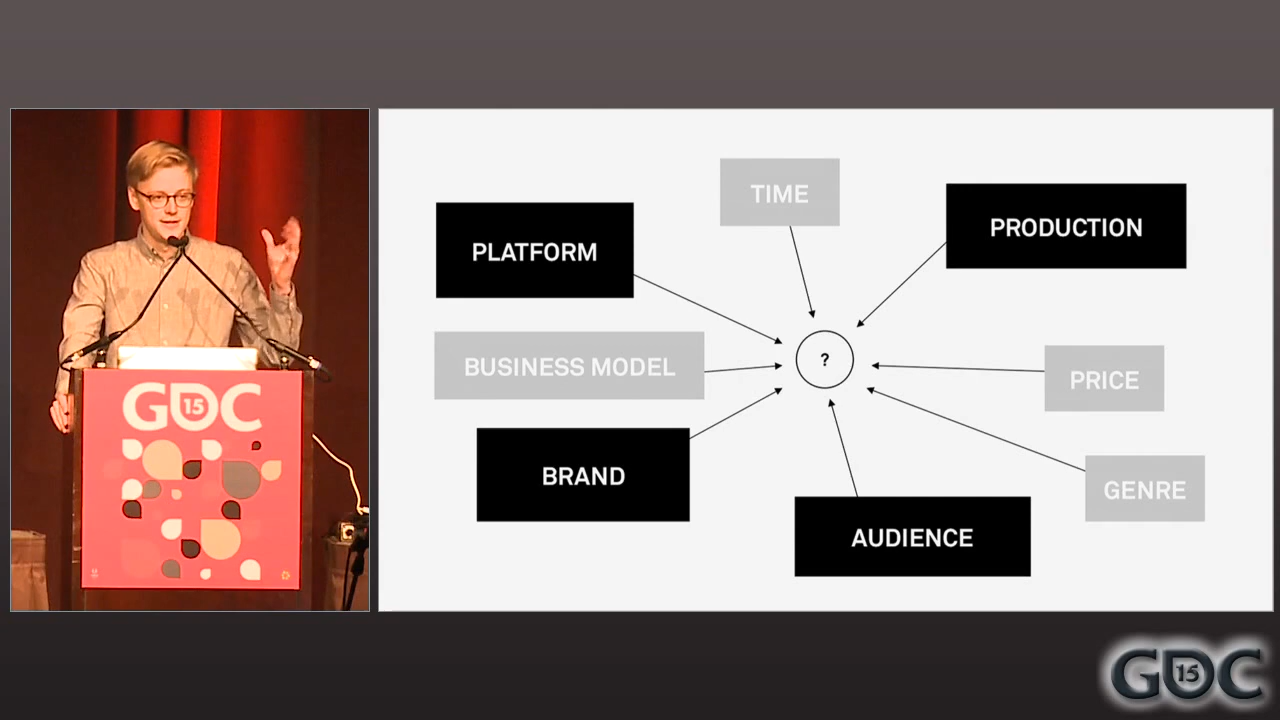 TIME
PRODUCTION
PLATFORM
?
BUSINESS MODEL
PRICE
BRAND
GENRE
AUDIENCE
GDC
15
GDC
15